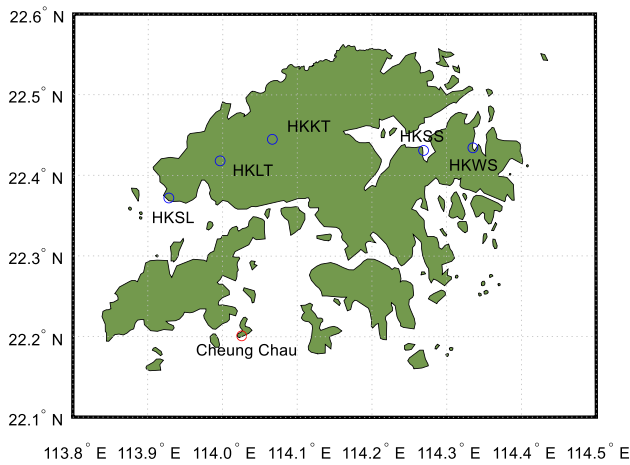 22.6° N
22.5° N
HKKT
HKSS
HKLT
HKWS
22.4° N
HKSL
22.3° N
22.2° N
Cheung Chau
22.1° N
113.8° E 113.9° E 114.0° E 114.1° E 114.2° E 114.3° E 114.4° E 114.5° E